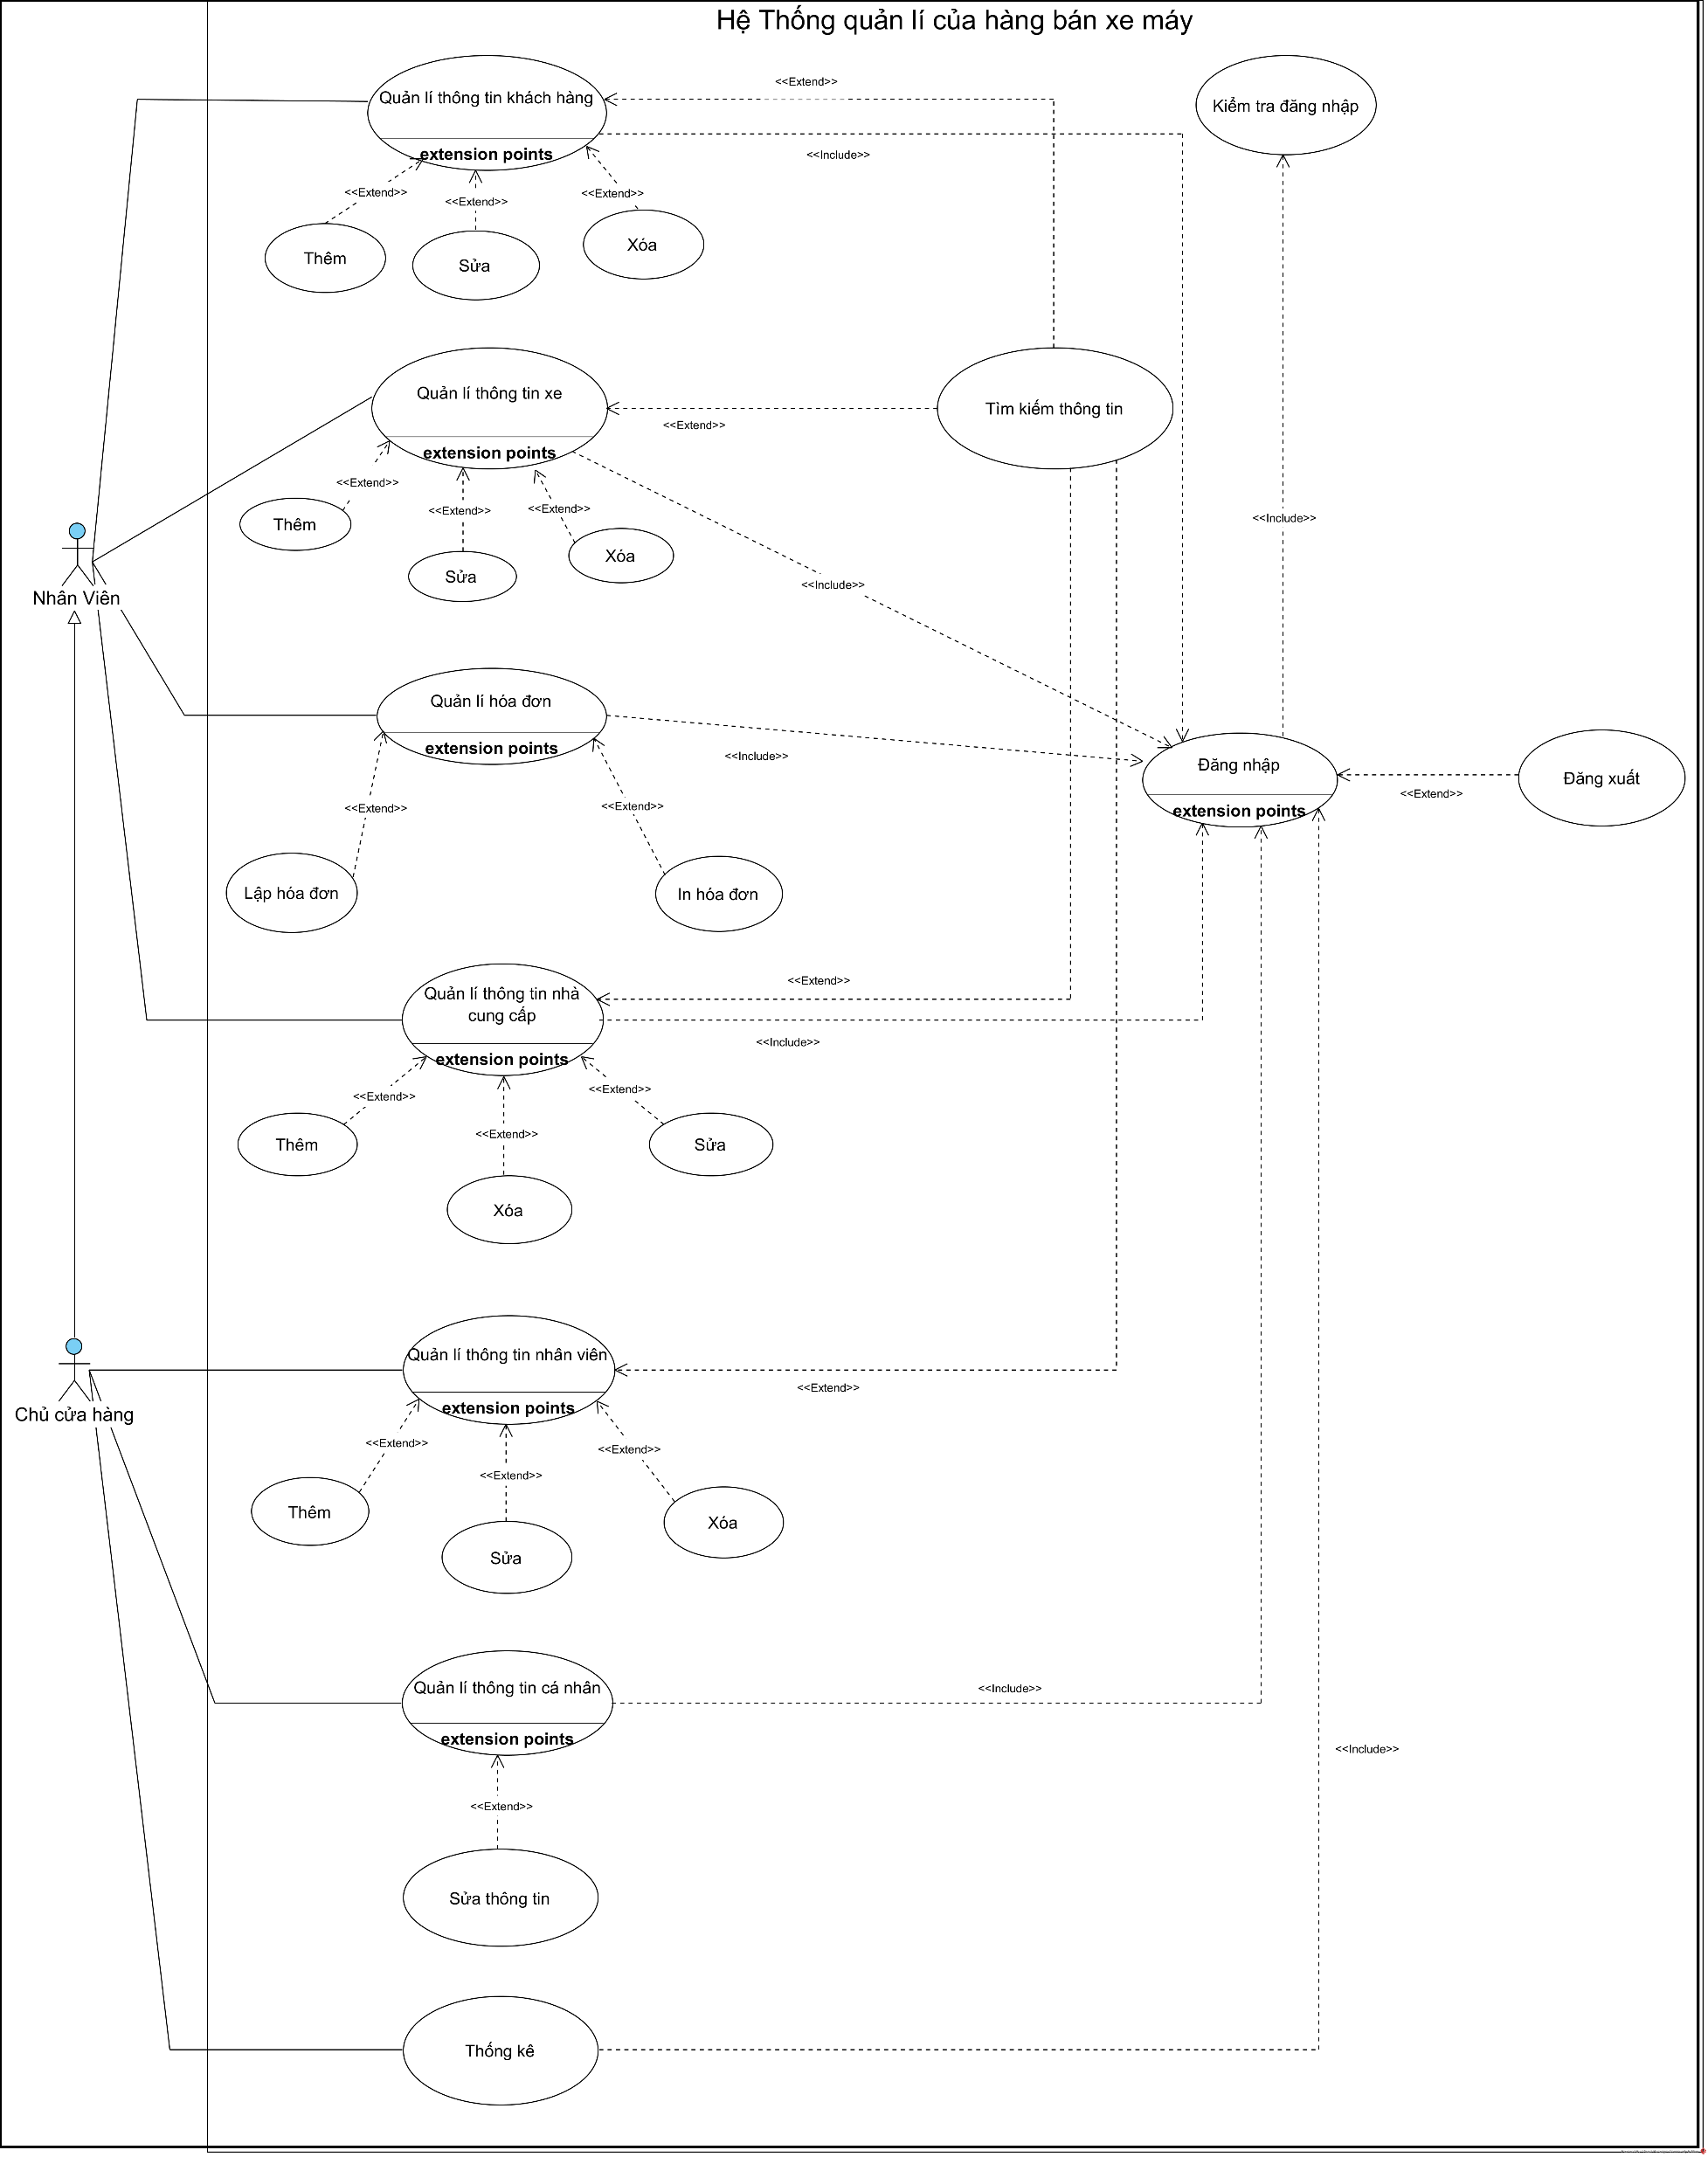 Hệ Thống quản lí của hàng bán xe máy
Quản lí thông tin khách hàng
extension points
<<Extend>>
<<Include>>
Kiểm tra đăng nhập
<<Extend>>
<<Extend>>
<<Extend>>
Thêm
Sửa
Xóa
Quản lí thông tin xe
extension points
<<Extend>>
Tìm kiếm thông tin
<<Extend>>
<<Extend>>
<<Extend>>
Thêm
Sửa
Xóa
<<Include>>
<<Include>>
Nhân Viên
Quản lí hóa đơn
extension points
<<Include>>
Đăng nhập
extension points
<<Extend>>
Đăng xuất
<<Extend>>
<<Extend>>
Lập hóa đơn
In hóa đơn
Quản lí thông tin nhà
cung cấp
extension points
<<Extend>>
<<Include>>
<<Extend>>
<<Extend>>
<<Extend>>
Thêm
Xóa
Sửa
Chủ cửa hàng
Quản lí thông tin nhân viên
extension points
<<Extend>>
<<Extend>>
<<Extend>>
<<Extend>>
Thêm
Sửa
Xóa
Quản lí thông tin cá nhân
extension points
<<Include>>
<<Include>>
<<Extend>>
Sửa thông tin
Thống kê